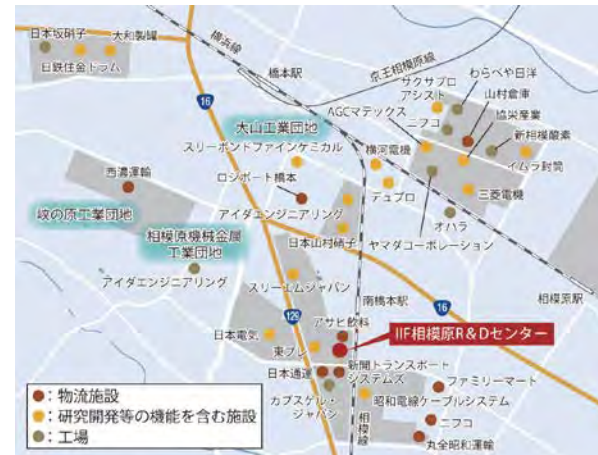 日本坂硝子
大和製罐
日鉄住金ドラム
横浜線
橋本駅
京王相模原線
サクサプロ
アシスト
わらべや日洋
山村倉庫
AGCマテックス
ニフコ
協栄産業
新相模酸素
16
大山工業団地
スリーボンドファインケミカル
横河電機
イムラ封筒
西濃運輸
ロジポート橋本
デュプロ
三菱電機
峡の原工業団地
アイダエンジニアリング
オハラ
相模原機械金属
工業団地
日本山村硝子
ヤマダコーポレーション
アイダエンジニアリング
スリーエムジャパン
南橋本駅
相模原駅
16
129
アサヒ飲料
IIF相模原R&Dセンター
日本電気
東プレ
日本通運
新開トランスポート
システムズ
ファミリーマート
カプスゲル・
ジャパン
昭和電線ケーブルシステム
相模線
ニフコ
丸全昭和運輸
:物流施設
:研究開発等の機能を含む施設
:工場